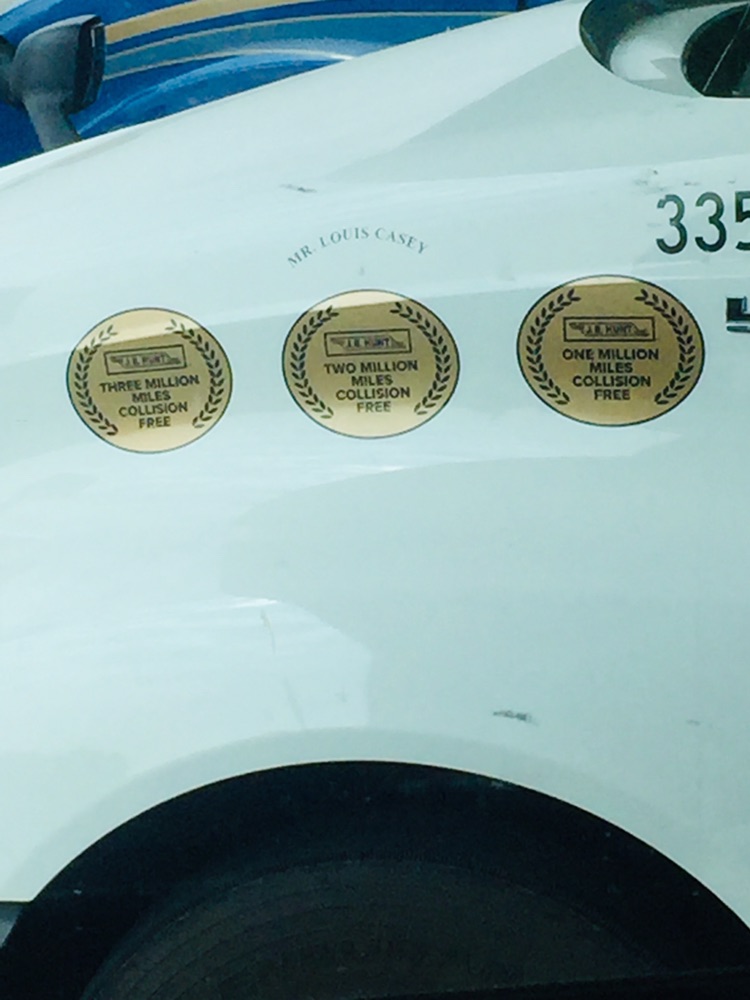 MR. LOUIS CASEY
335
J.B. HUNT
THREE MILLION
MILES
COLLISION
FREE
J.B. HUNT
TWO MILLION
MILES
COLLISION
FREE
J.B. HUNT
ONE MILLION
MILES
COLLISION
FREE